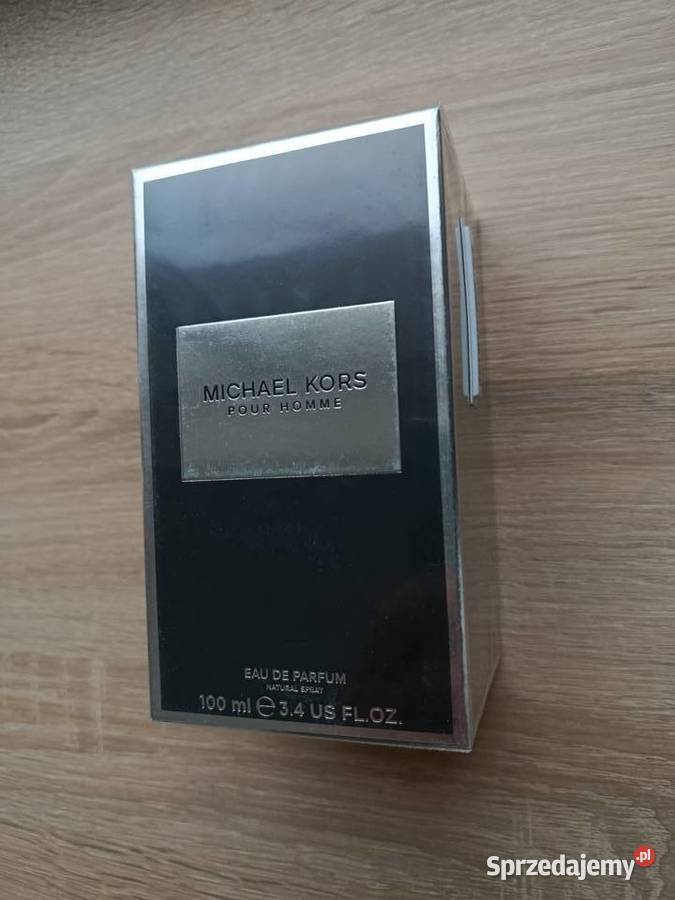 MICHAEL KORS
POUR HOMME
EAU DE PARFUM
NATURAL SPRAY
100 ml ℮ 3.4 US FL.OZ.
Sprzedajemy.pl